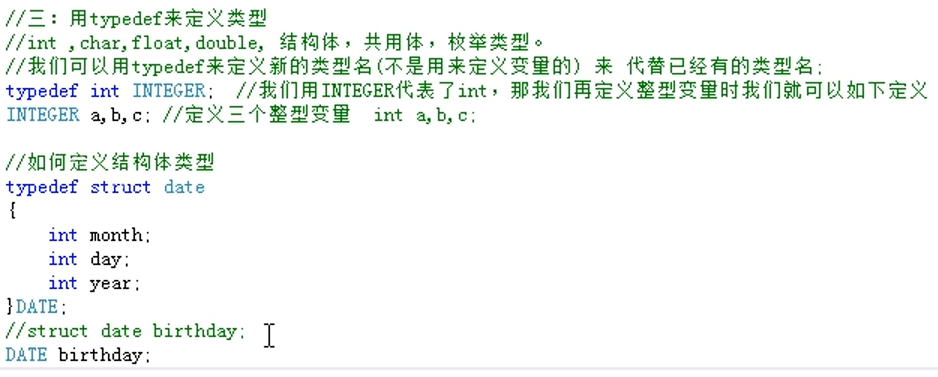 //三：用typedef来定义类型
//int ,char,float,double, 结构体，共用体，枚举类型。
//我们可以用typedef来定义新的类型名(不是用来定义变量的) 来 代替已经有的类型名;
typedef int INTEGER;  //我们用INTEGER代表了int，那我们再定义整型变量时我们就可以如下定义
INTEGER a,b,c; //定义三个整型变量  int a,b,c;
//如何定义结构体类型
typedef struct date
{
    int month;
    int day;
    int year;
}DATE;
//struct date birthday;
DATE birthday;